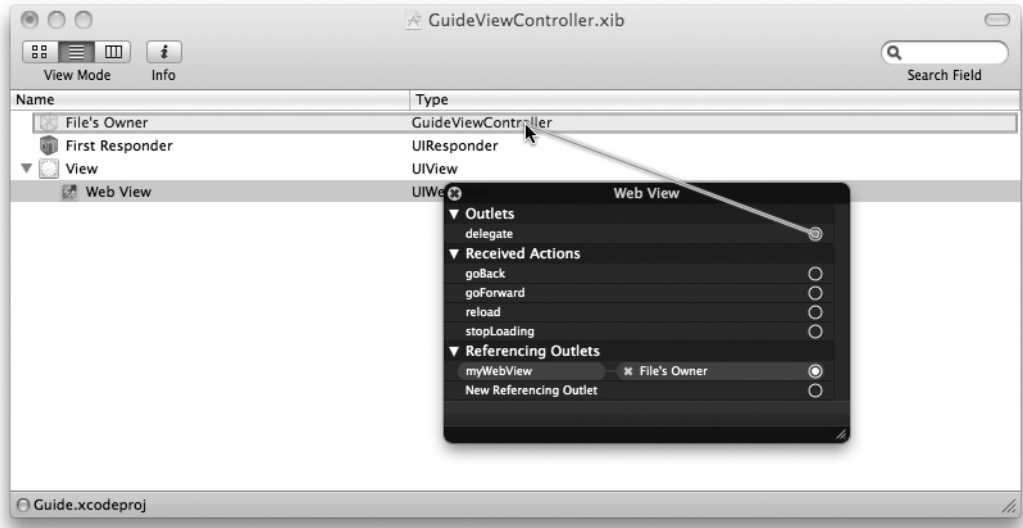 GuideViewController.xib
View Mode
Info
Search Field
Name
Type
File's Owner
GuideViewController
First Responder
UIResponder
View
UIView
Web View
UIWe
Web View
Outlets
delegate
Received Actions
goBack
goForward
reload
stopLoading
Referencing Outlets
myWebView
File's Owner
New Referencing Outlet
Guide.xcodeproj